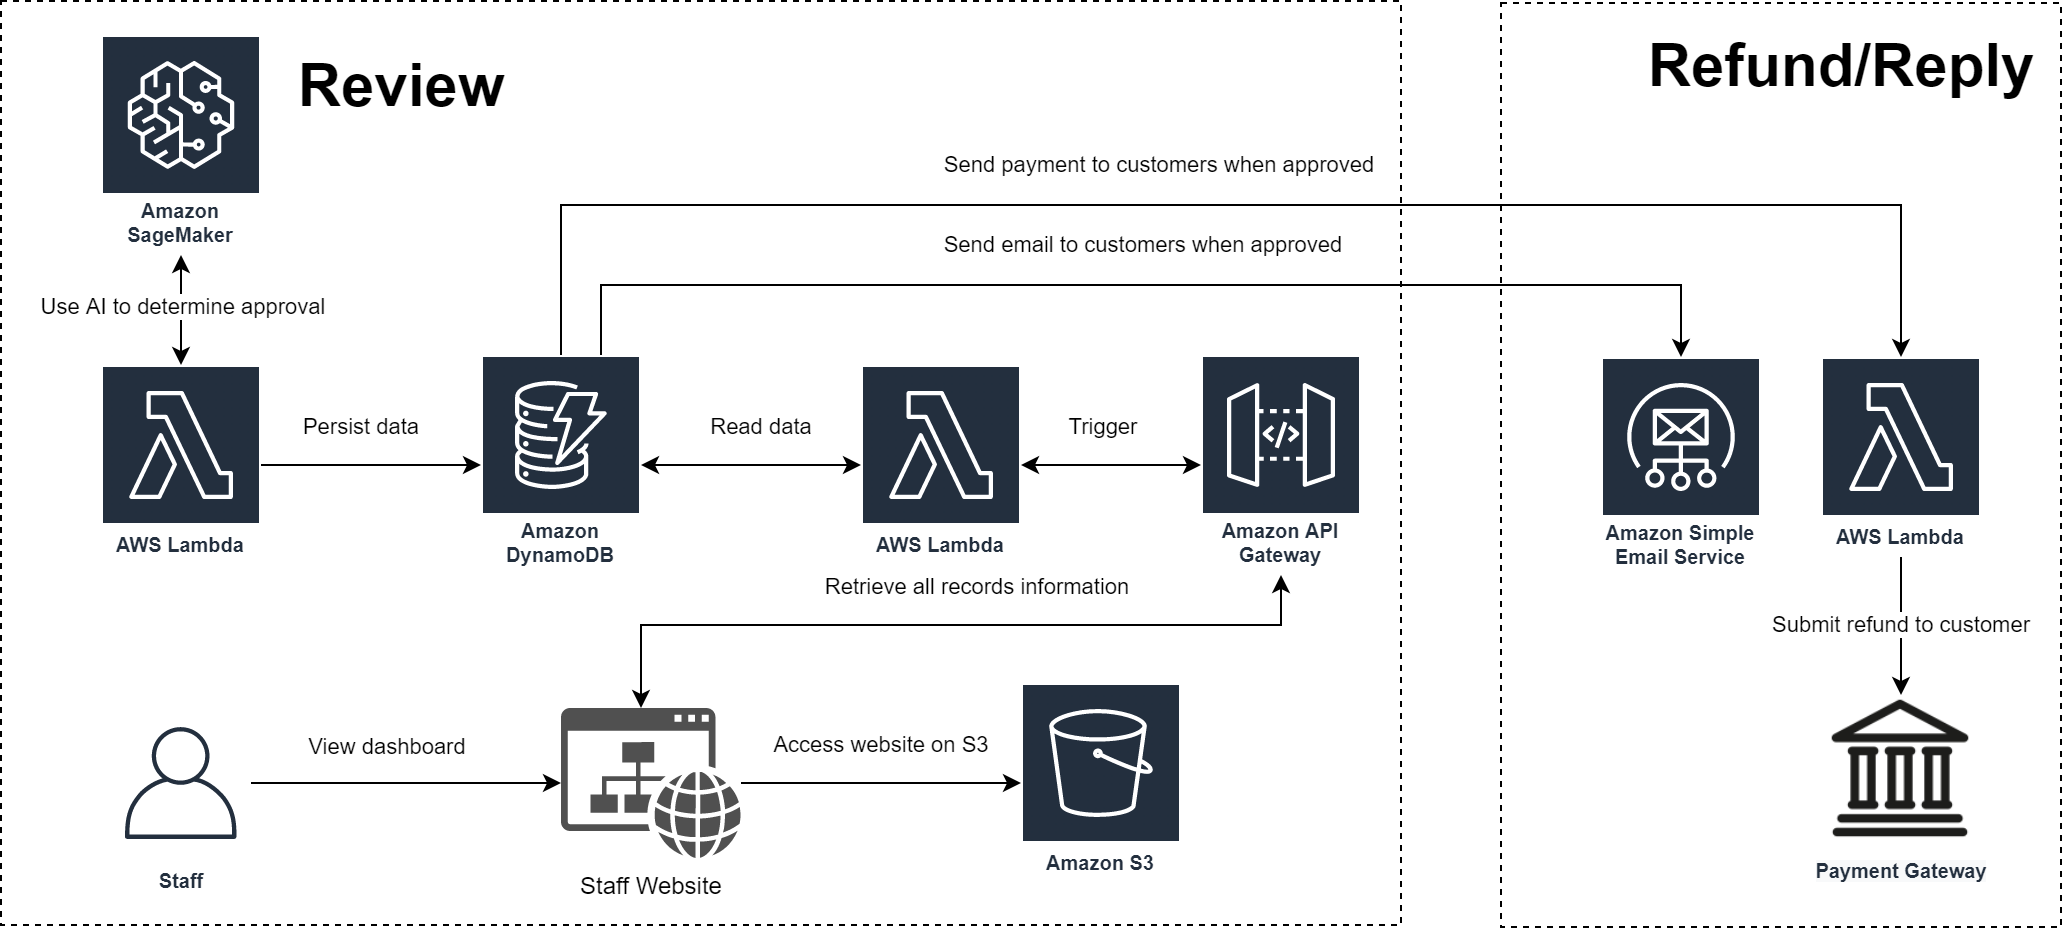 Review
Refund/Reply
Amazon
SageMaker
Send payment to customers when approved
Send email to customers when approved
Use AI to determine approval
Persist data
Read data
Trigger
AWS Lambda
Amazon
DynamoDB
AWS Lambda
Amazon API
Gateway
Amazon Simple
Email Service
AWS Lambda
Retrieve all records information
Submit refund to customer
View dashboard
Access website on S3
Staff
Staff Website
Amazon S3
Payment Gateway